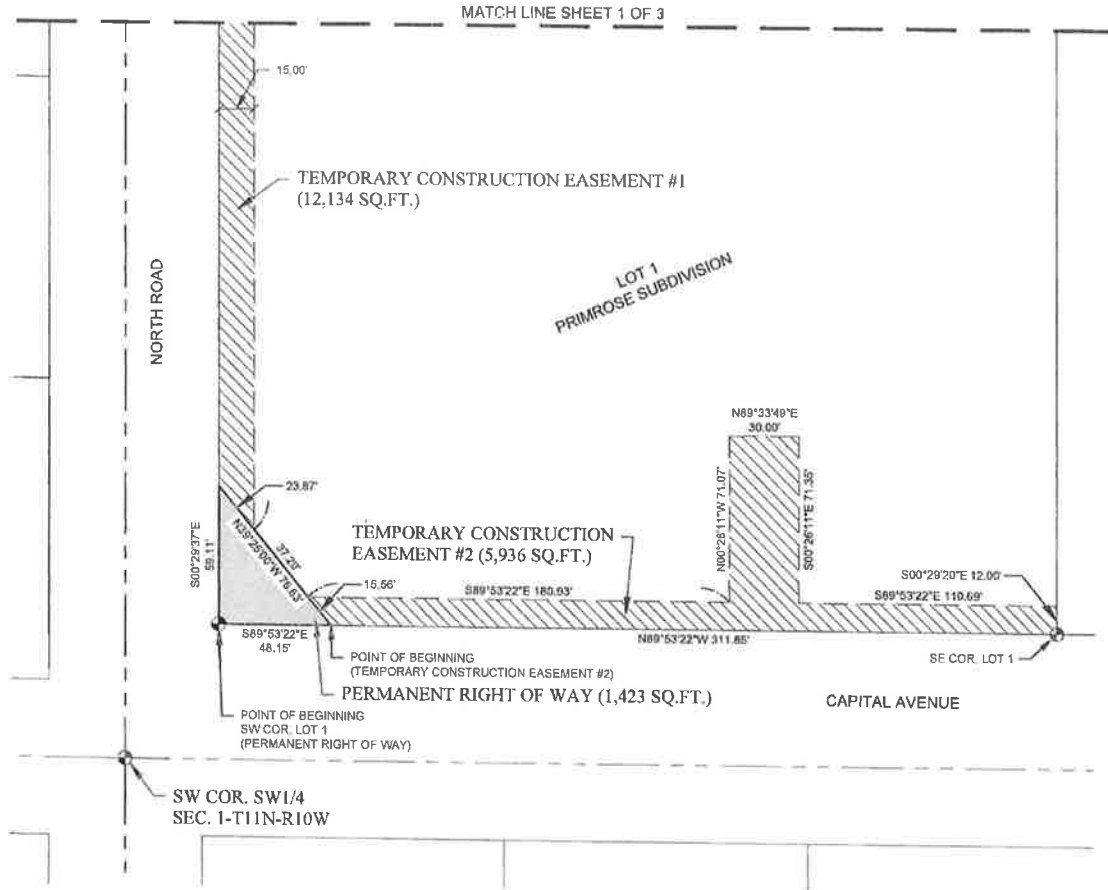 MATCH LINE SHEET 1 OF 3
15.00'
TEMPORARY CONSTRUCTION EASEMENT #1
(12,134 SQ.FT.)
NORTH ROAD
LOT 1
PRIMROSE SUBDIVISION
N89°33'49"E
30.00'
N00°26'11"W 71.07'
S00°26'11"E 71.35'
23.87'
S00°29'37"E
59.11'
N39°25'00"W 76.63'
37.20'
TEMPORARY CONSTRUCTION
EASEMENT #2 (5,936 SQ.FT.)
15.56'
S89°53'22"E 180.93'
S00°29'20"E 12.00'
S89°53'22"E 110.69'
S89°53'22"E
48.15'
N89°53'22"W 311.85'
SE COR. LOT 1
POINT OF BEGINNING
(TEMPORARY CONSTRUCTION EASEMENT #2)
PERMANENT RIGHT OF WAY (1,423 SQ.FT.)
CAPITAL AVENUE
POINT OF BEGINNING
SW COR. LOT 1
(PERMANENT RIGHT OF WAY)
SW COR. SW1/4
SEC. 1-T11N-R10W